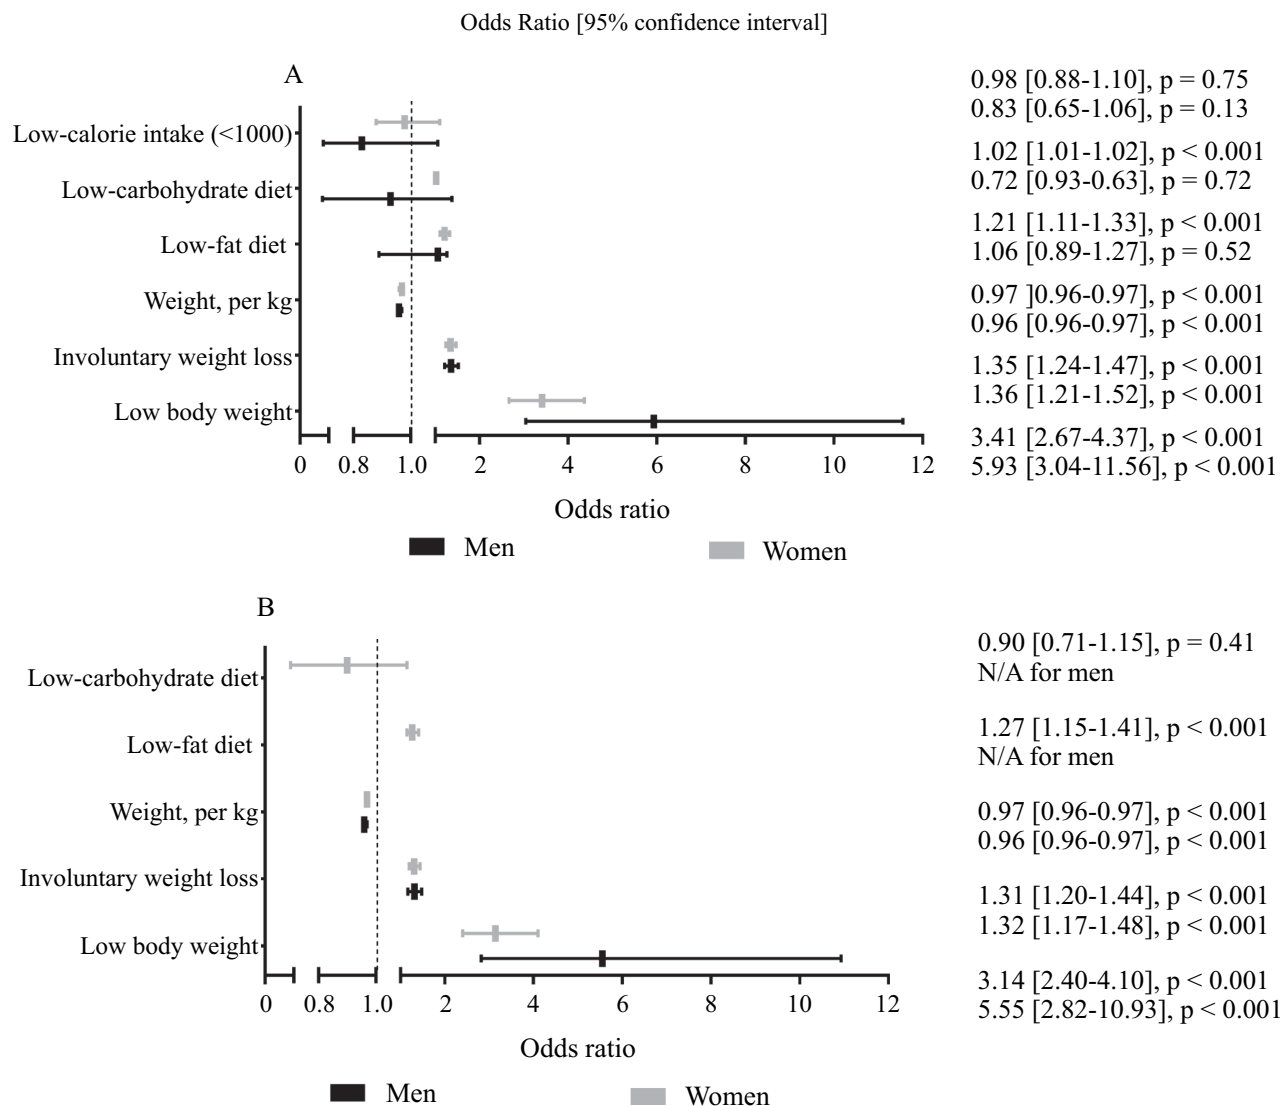 Odds Ratio [95% confidence interval]
A
Low-calorie intake (<1000)
Low-carbohydrate diet
Low-fat diet
Weight, per kg
Involuntary weight loss
Low body weight
0.98 [0.88-1.10], p = 0.75
0.83 [0.65-1.06], p = 0.13
1.02 [1.01-1.02], p < 0.001
0.72 [0.93-0.63], p = 0.72
1.21 [1.11-1.33], p < 0.001
1.06 [0.89-1.27], p = 0.52
0.97 ]0.96-0.97], p < 0.001
0.96 [0.96-0.97], p < 0.001
1.35 [1.24-1.47], p < 0.001
1.36 [1.21-1.52], p < 0.001
3.41 [2.67-4.37], p < 0.001
5.93 [3.04-11.56], p < 0.001
0 0.8 1.0 2 4 6 8 10 12
Odds ratio
Men Women
B
Low-carbohydrate diet
Low-fat diet
Weight, per kg
Involuntary weight loss
Low body weight
0.90 [0.71-1.15], p = 0.41
N/A for men
1.27 [1.15-1.41], p < 0.001
N/A for men
0.97 [0.96-0.97], p < 0.001
0.96 [0.96-0.97], p < 0.001
1.31 [1.20-1.44], p < 0.001
1.32 [1.17-1.48], p < 0.001
3.14 [2.40-4.10], p < 0.001
5.55 [2.82-10.93], p < 0.001
0 0.8 1.0 2 4 6 8 10 12
Odds ratio
Men Women